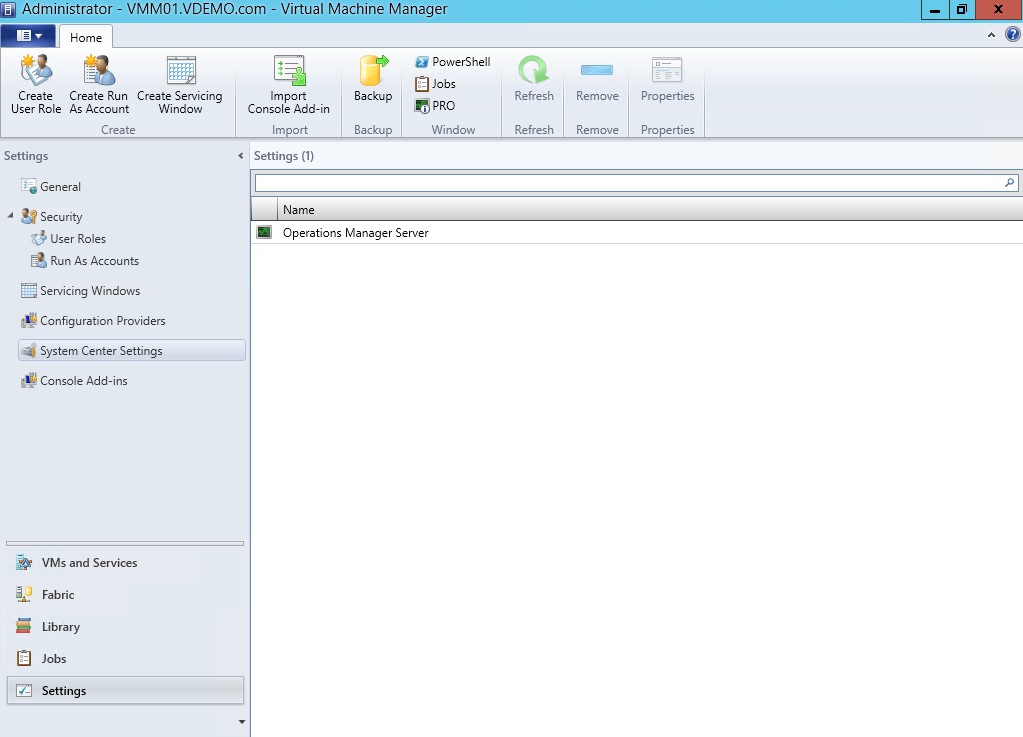 Administrator - VMM01.VDEMO.com - Virtual Machine Manager
Home
Create User Role
Create Run As Account
Create Servicing Window
Create
Import Console Add-in
Import
Backup
Backup
PowerShell
Jobs
PRO
Window
Refresh
Refresh
Remove
Remove
Properties
Properties
Settings
General
Security
User Roles
Run As Accounts
Servicing Windows
Configuration Providers
System Center Settings
Console Add-ins
VMs and Services
Fabric
Library
Jobs
Settings
Settings (1)
Name
Operations Manager Server